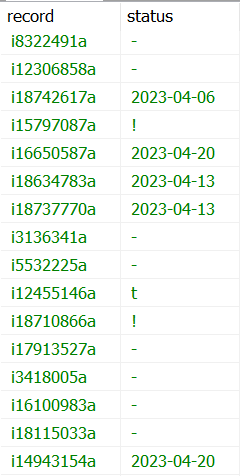 record status
i8322491a -
i12306858a -
i18742617a 2023-04-06
i15797087a !
i16650587a 2023-04-20
i18634783a 2023-04-13
i18737770a 2023-04-13
i3136341a -
i5532225a -
i12455146a t
i18710866a !
i17913527a -
i3418005a -
i16100983a -
i18115033a -
i14943154a 2023-04-20